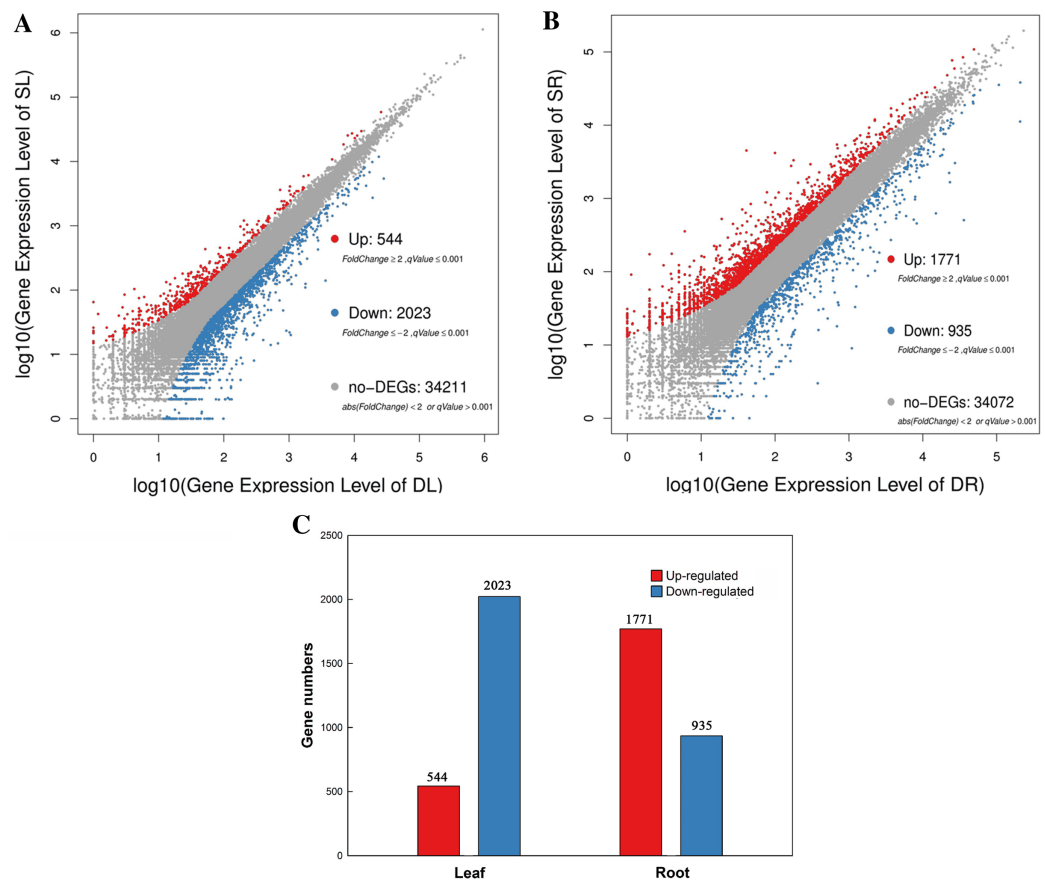 A
log10(Gene Expression Level of SL)
6
5
4
3
2
1
0
Up: 544
FoldChange ≥ 2 ,qValue ≤ 0.001
Down: 2023
FoldChange ≤ −2 ,qValue ≤ 0.001
no-DEGs: 34211
abs(FoldChange) < 2 or qValue > 0.001
0 1 2 3 4 5 6
log10(Gene Expression Level of DL)
B
log10(Gene Expression Level of SR)
5
4
3
2
1
0
Up: 1771
FoldChange ≥ 2 ,qValue ≤ 0.001
Down: 935
FoldChange ≤ −2 ,qValue ≤ 0.001
no-DEGs: 34072
abs(FoldChange) < 2 or qValue > 0.001
0 1 2 3 4 5
log10(Gene Expression Level of DR)
C
Gene numbers
2500
2000
1500
1000
500
0
Up-regulated
Down-regulated
544
2023
1771
935
Leaf Root